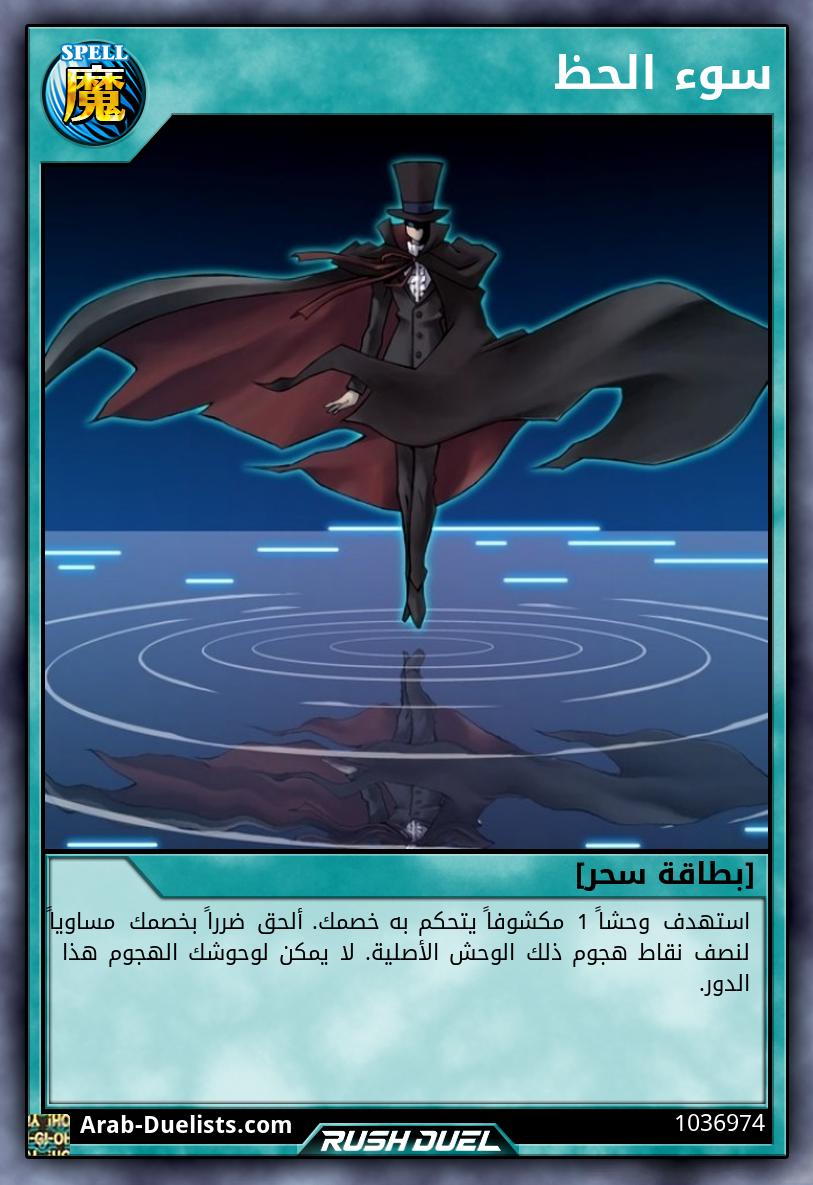 SPELL
魔
سوء الحظ
[بطاقة سحر]
استهدف وحشاً 1 مكشوفاً يتحكم به خصمك. ألحق ضرراً بخصمك مساوياً
لنصف نقاط هجوم ذلك الوحش الأصلية. لا يمكن لوحوشك الهجوم هذا
الدور.
Arab-Duelists.com
RUSH DUEL
1036974